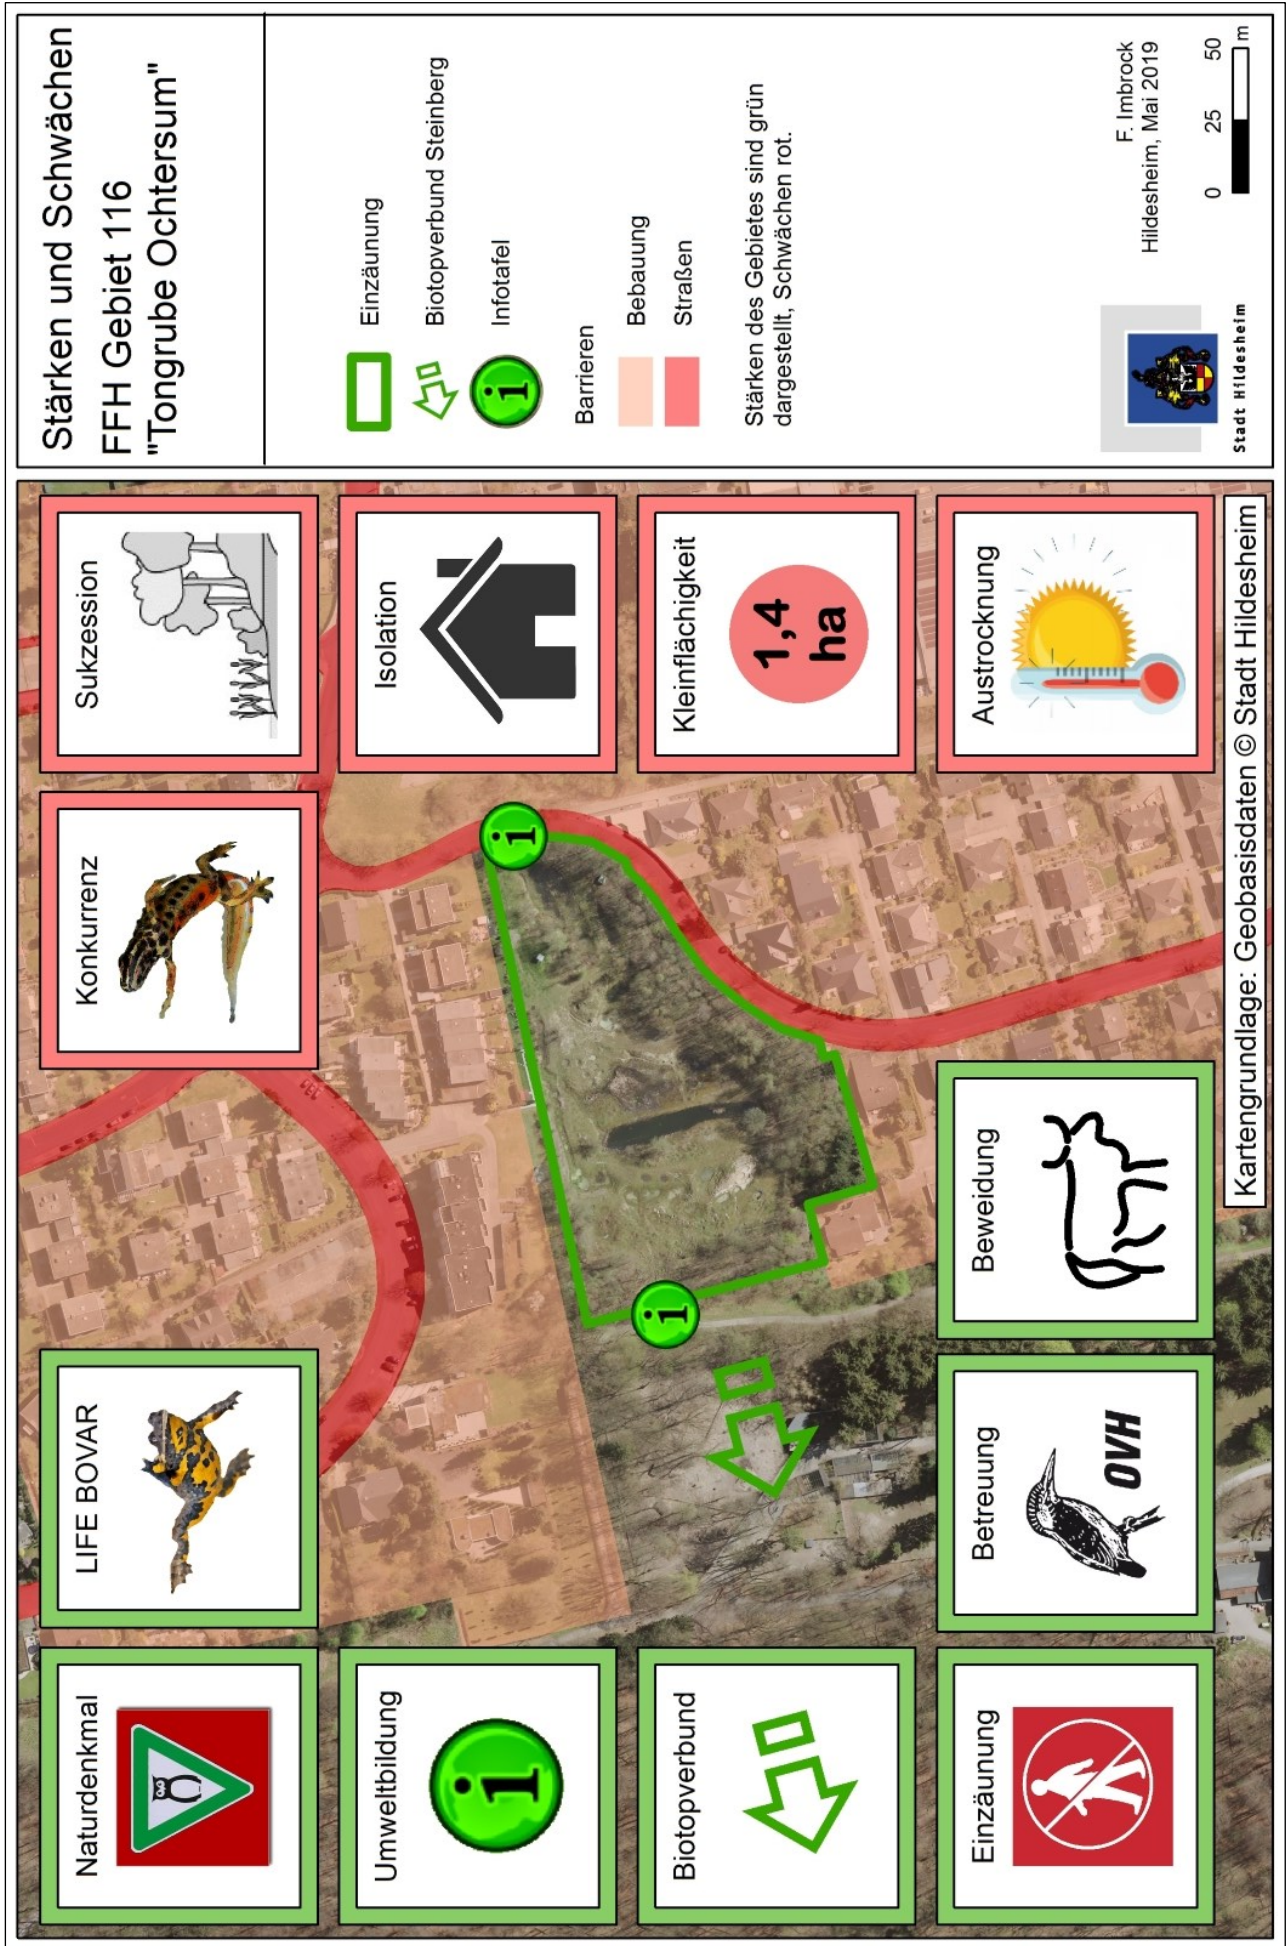 Stärken und Schwächen
FFH Gebiet 116
"Tongrube Ochtersum"
Einzäunung
Biotopverbund Steinberg
i
Infotafel
Barrieren
Bebauung
Straßen
Stärken des Gebietes sind grün
dargestellt, Schwächen rot.
F. Imbrock
Hildesheim, Mai 2019
Stadt Hildesheim
0 25 50
m
Naturdenkmal
LIFE BOVAR
Konkurrenz
Sukzession
Umweltbildung
i
Isolation
Biotopverbund
Kleinflächigkeit
1,4
ha
Einzäunung
Betreuung
OVH
Beweidung
Austrocknung
i
i
Kartengrundlage: Geobasisdaten © Stadt Hildesheim